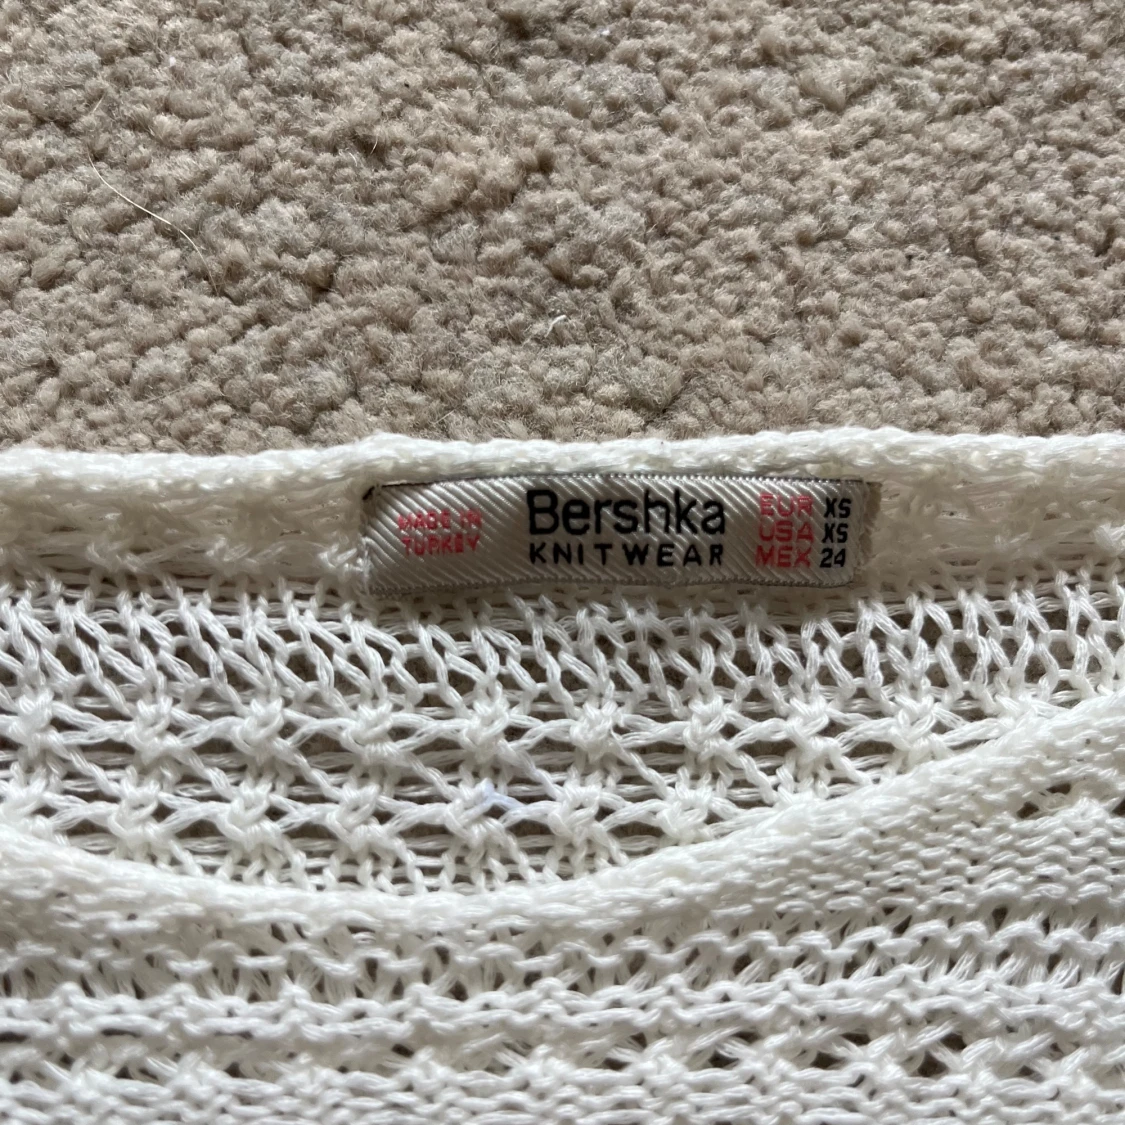 MADE IN
TURKEY
Bershka
KNITWEAR
EUR XS
USA XS
MEX 24